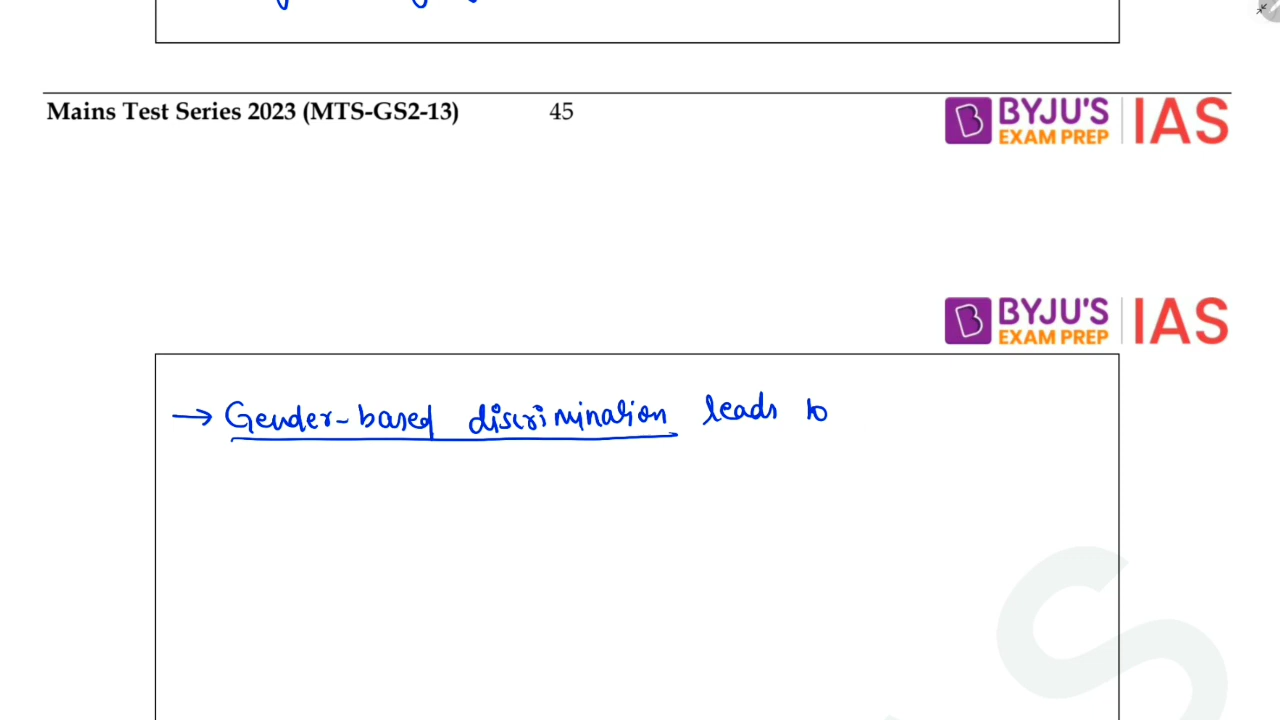 Mains Test Series 2023 (MTS-GS2-13) 45
BYJU'S EXAM PREP IAS
BYJU'S EXAM PREP IAS
→ Gender-based discrimination leads to